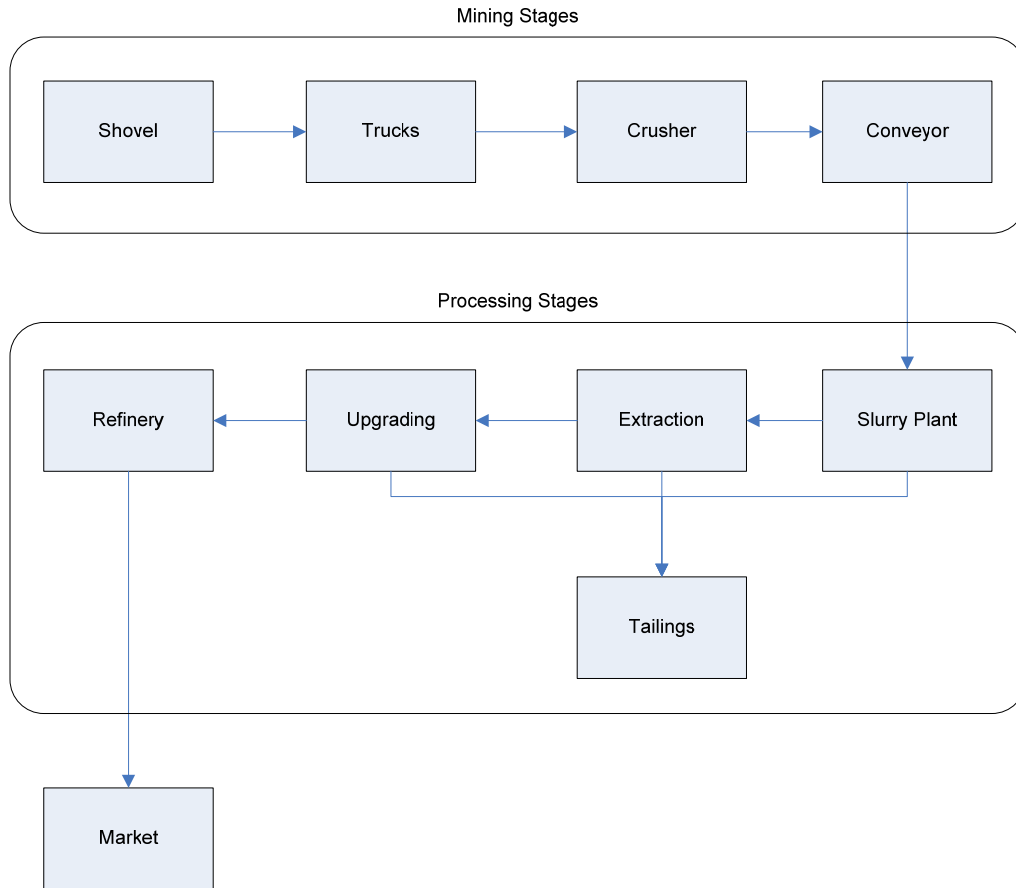 Mining Stages
Shovel
Trucks
Crusher
Conveyor
Processing Stages
Refinery
Upgrading
Extraction
Slurry Plant
Tailings
Market